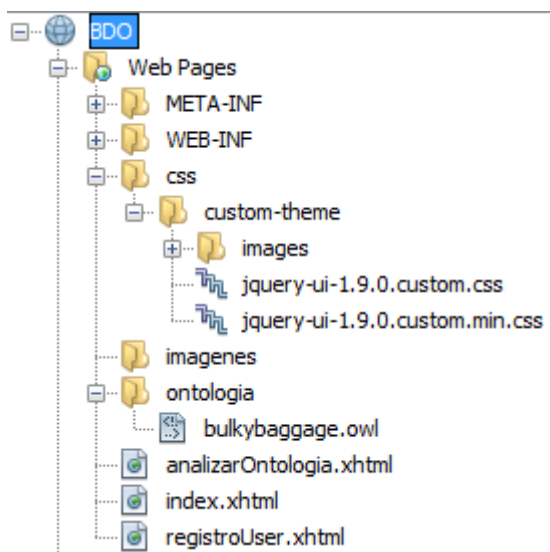 BDO
Web Pages
META-INF
WEB-INF
css
custom-theme
images
jquery-ui-1.9.0.custom.css
jquery-ui-1.9.0.custom.min.css
imagenes
ontologia
bulkybaggage.owl
analizarOntologia.xhtml
index.xhtml
registroUser.xhtml